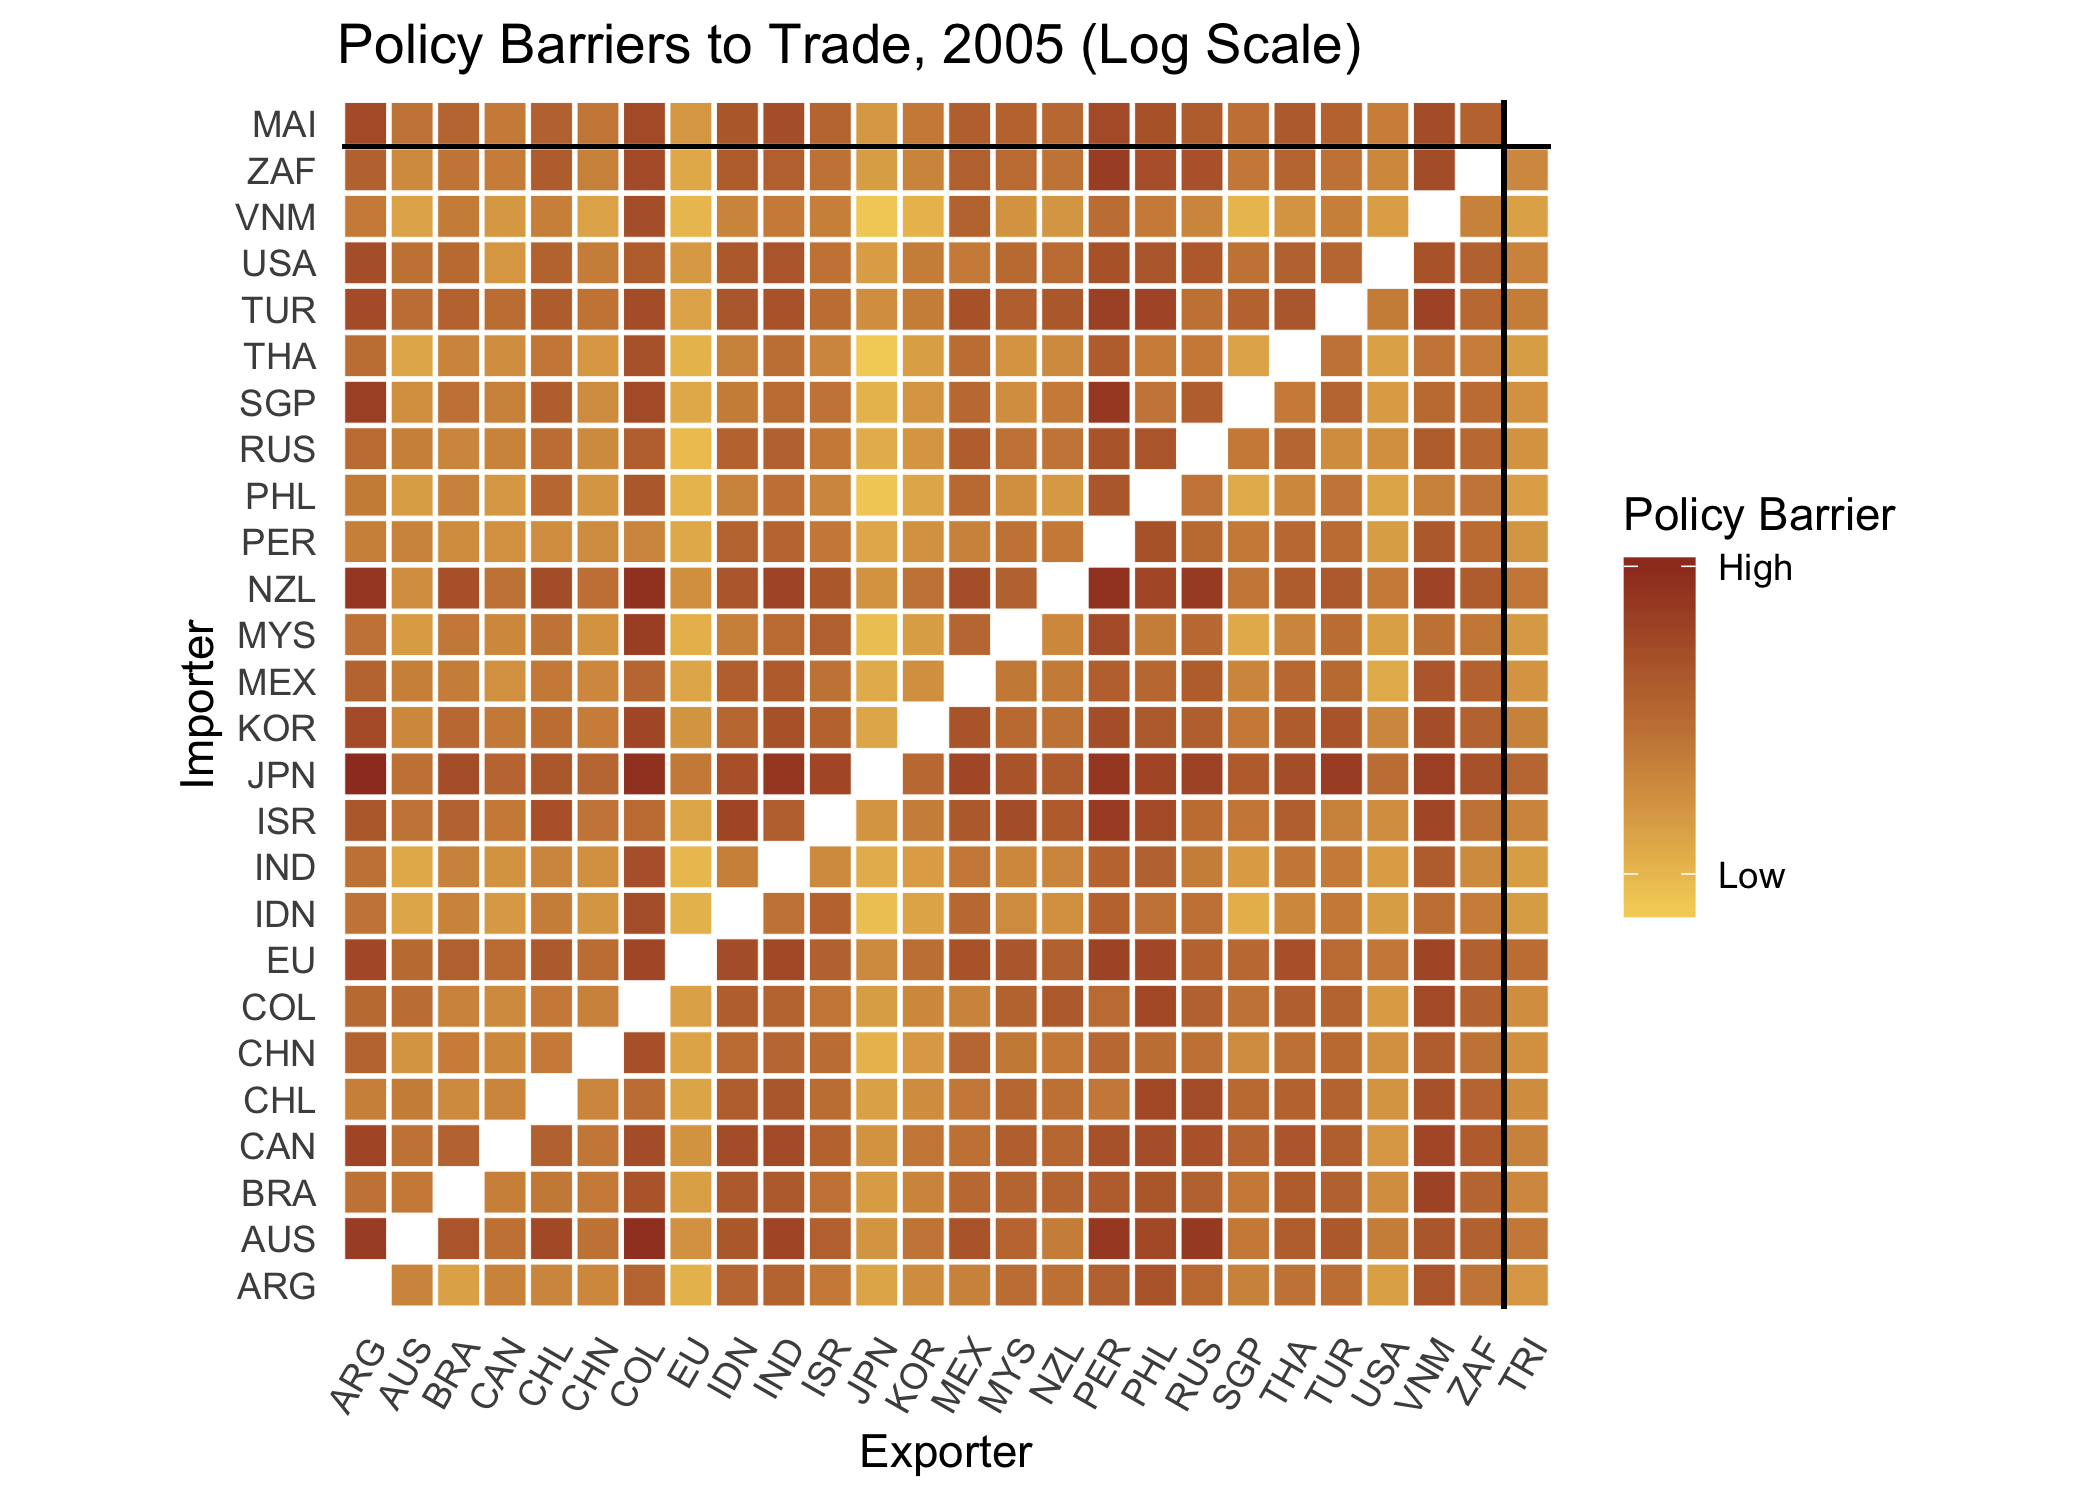 Policy Barriers to Trade, 2005 (Log Scale)
MAI
ZAF
VNM
USA
TUR
THA
SGP
RUS
PHL
PER
NZL
MYS
MEX
KOR
JPN
ISR
IND
IDN
EU
COL
CHN
CHL
CAN
BRA
AUS
ARG
Importer
ARG AUS BRA CAN CHL CHN COL EU IDN IND ISR JPN KOR MEX MYS NZL PER PHL RUS SGP THA TUR USA VNM ZAF TRI
Exporter
Policy Barrier
High
Low